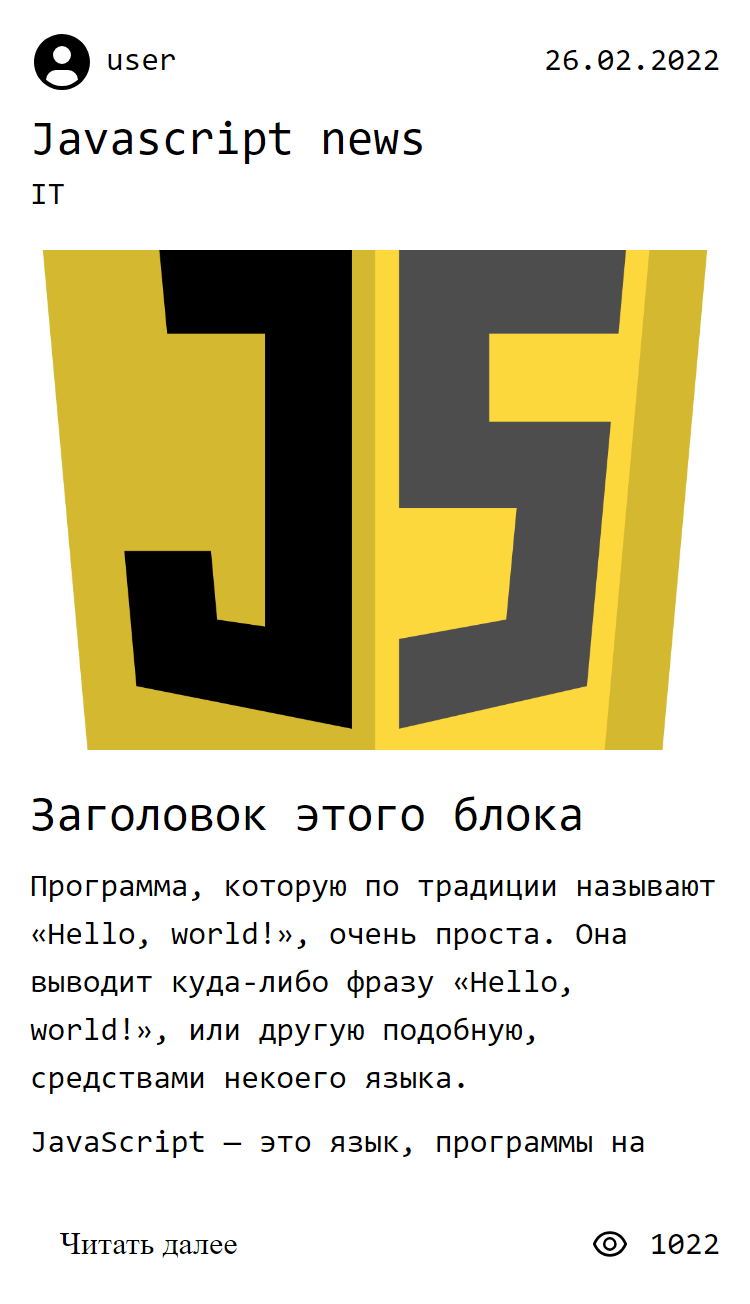 user 26.02.2022
Javascript news
IT
JS
Заголовок этого блока
Программа, которую по традиции называют
«Hello, world!», очень проста. Она
выводит куда-либо фразу «Hello,
world!», или другую подобную,
средствами некоего языка.
JavaScript — это язык, программы на
Читать далее 1022